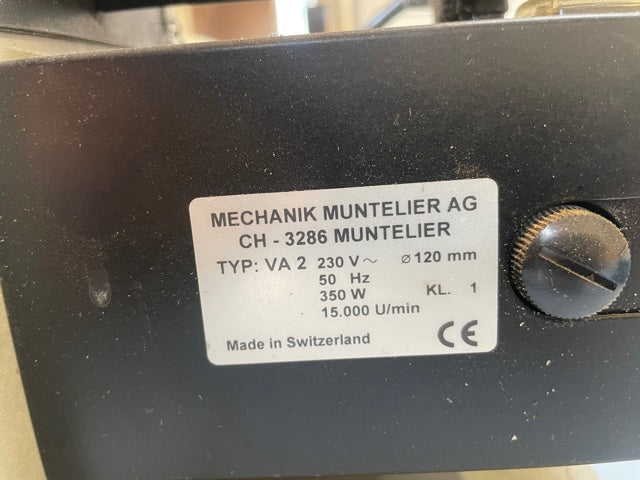 MECHANIK MUNTELIER AG
CH - 3286 MUNTELIER
TYP: VA 2 230 V~ ⌀120 mm
50 Hz
350 W KL. 1
15.000 U/min
Made in Switzerland CE